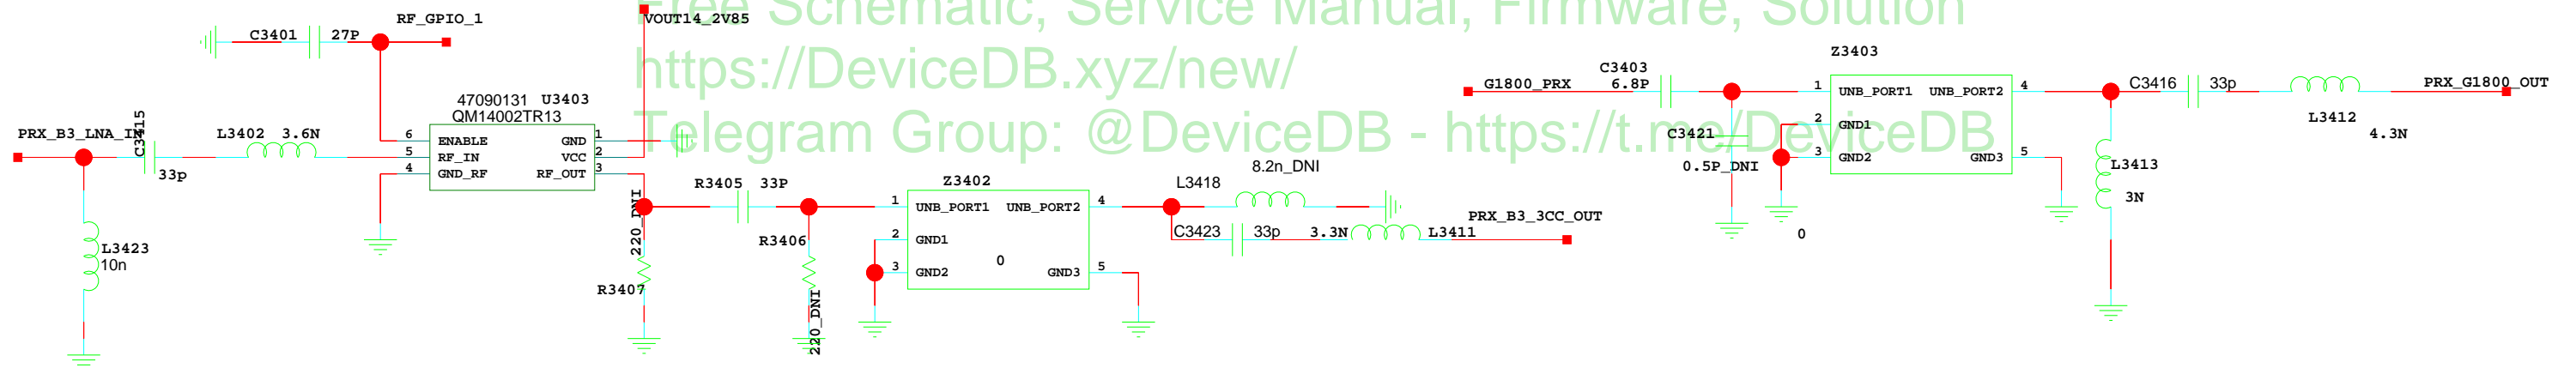 Free Schematic, Service Manual, Firmware, Solution
https://DeviceDB.xyz/new/
Telegram Group: @DeviceDB - https://t.me/DeviceDB
RF_GPIO_1
C3401 27P
VOUT14_2V85
47090131 U3403
QM14002TR13
PRX_B3_LNA_IN
C3415
33p
L3402 3.6N
6 ENABLE
5 RF_IN
4 GND_RF
GND 1
VCC 2
RF_OUT 3
L3423
10n
220_DNI
R3407
R3405 33P
R3406
220_DNI
Z3402
1 UNB_PORT1 UNB_PORT2 4
2 GND1
0
3 GND2 GND3 5
L3418
8.2n_DNI
C3423 33p 3.3N L3411
PRX_B3_3CC_OUT
G1800_PRX
C3403
6.8P
C3421
0.5P_DNI
Z3403
1 UNB_PORT1 UNB_PORT2 4
2 GND1
3 GND2 GND3 5
0
C3416 33p
L3412
4.3N
PRX_G1800_OUT
L3413
3N